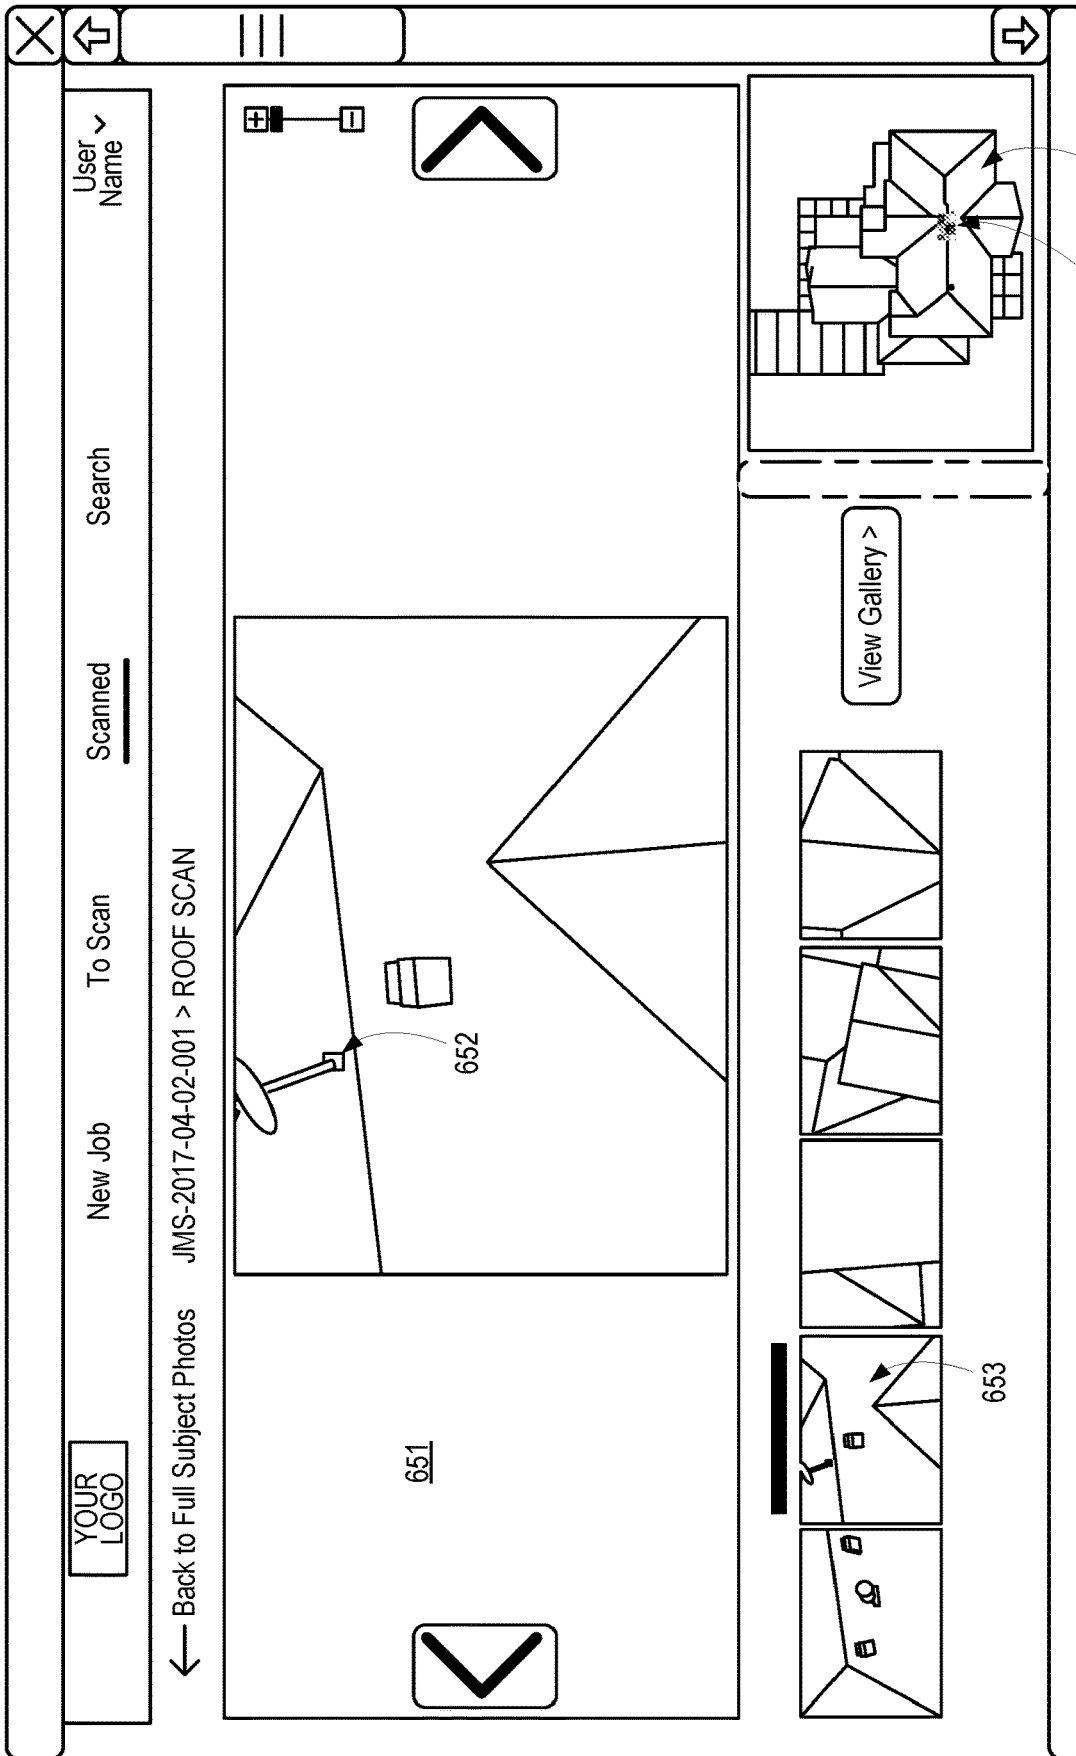 YOUR
LOGO
New Job
To Scan
Scanned
Search
User
Name
Back to Full Subject Photos
JMS-2017-04-02-001 > ROOF SCAN
651
652
View Gallery >
653